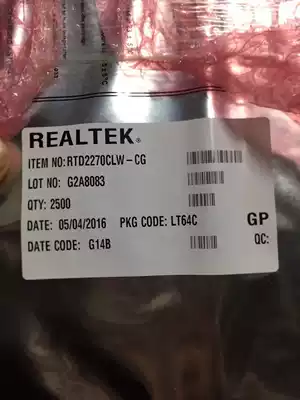 REALTEK®
ITEM NO:RTD2270CLW-CG
LOT NO: G2A8083
QTY: 2500
DATE: 05/04/2016 PKG CODE: LT64C
GP
DATE CODE: G14B
QC: